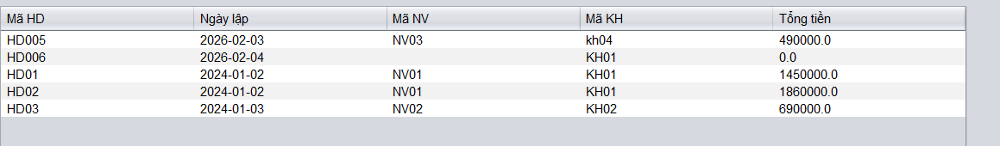 Mã HD Ngày lập Mã NV Mã KH Tổng tiền
HD005 2026-02-03 NV03 kh04 490000.0
HD006 2026-02-04 KH01 0.0
HD01 2024-01-02 NV01 KH01 1450000.0
HD02 2024-01-02 NV01 KH01 1860000.0
HD03 2024-01-03 NV02 KH02 690000.0